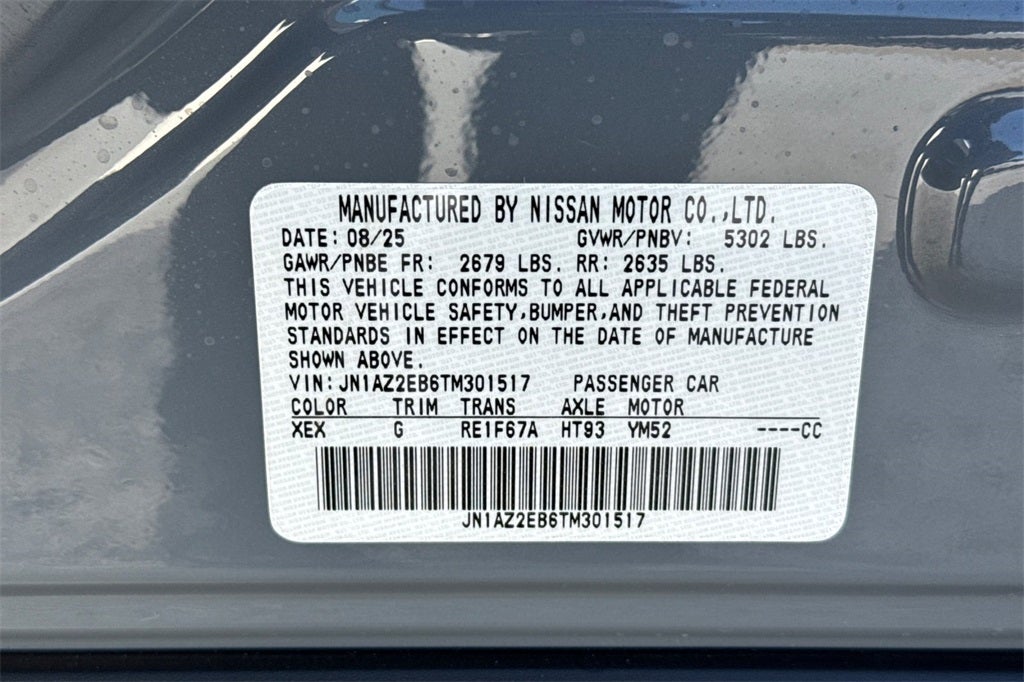 MANUFACTURED BY NISSAN MOTOR CO.,LTD.
DATE: 08/25 GVWR/PNBV: 5302 LBS.
GAWR/PNBE FR: 2679 LBS. RR: 2635 LBS.
THIS VEHICLE CONFORMS TO ALL APPLICABLE FEDERAL
MOTOR VEHICLE SAFETY,BUMPER,AND THEFT PREVENTION
STANDARDS IN EFFECT ON THE DATE OF MANUFACTURE
SHOWN ABOVE.
VIN: JN1AZ2EB6TM301517 PASSENGER CAR
COLOR TRIM TRANS AXLE MOTOR
XEX G RE1F67A HT93 YM52 ----CC
JN1AZ2EB6TM301517